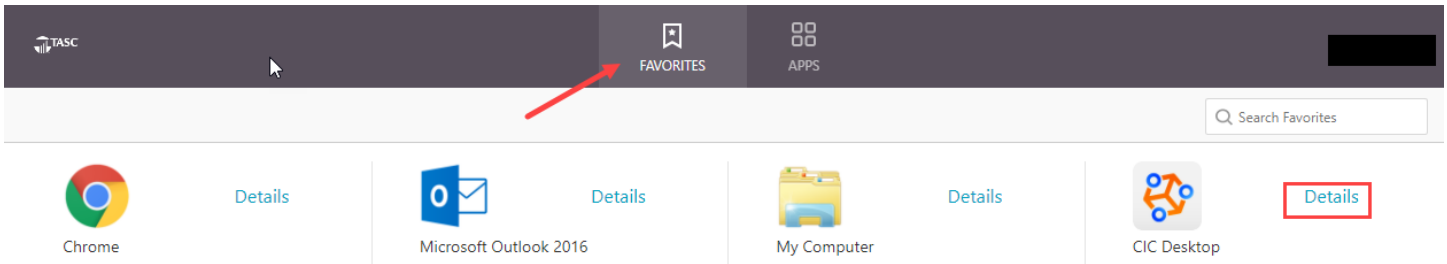 TASC
FAVORITES
APPS
Search Favorites
Details
Details
Details
Details
Chrome
Microsoft Outlook 2016
My Computer
CIC Desktop